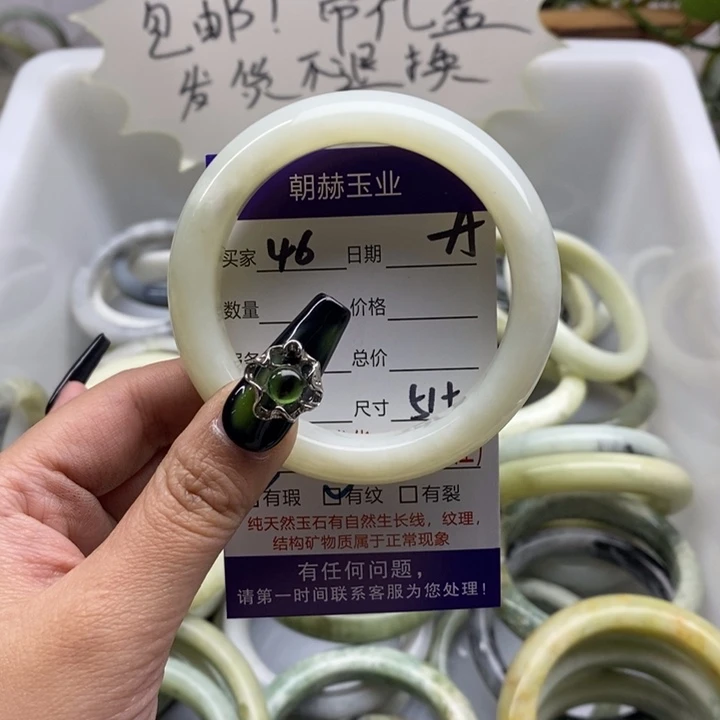 包邮！带化盒
发货不退换
朝赫玉业
买家 46 日期 A
数量 价格
总价
尺寸 51+
有瑕 有纹 有裂
纯天然玉石有自然生长线，纹理，
结构矿物质属于正常现象
有任何问题，
请第一时间联系客服为您处理！